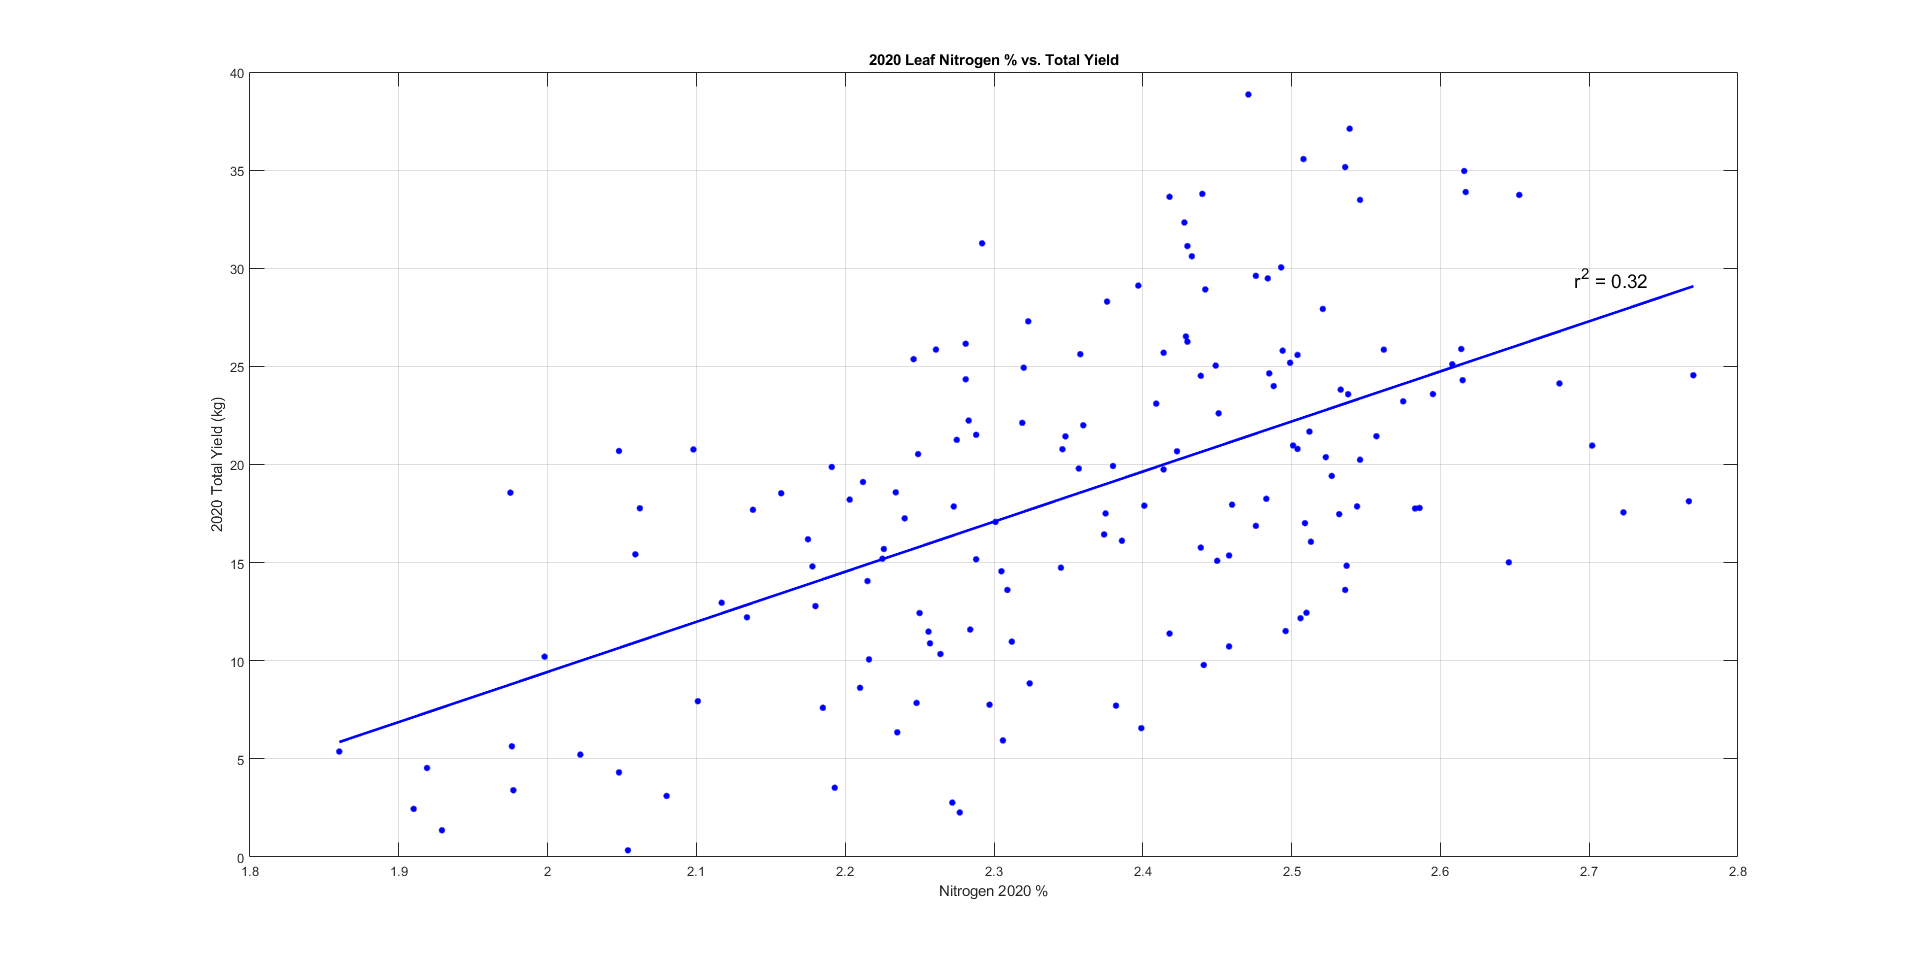 2020 Leaf Nitrogen % vs. Total Yield
40
35
30
25
20
15
10
5
0
2020 Total Yield (kg)
r² = 0.32
1.8 1.9 2 2.1 2.2 2.3 2.4 2.5 2.6 2.7 2.8
Nitrogen 2020 %